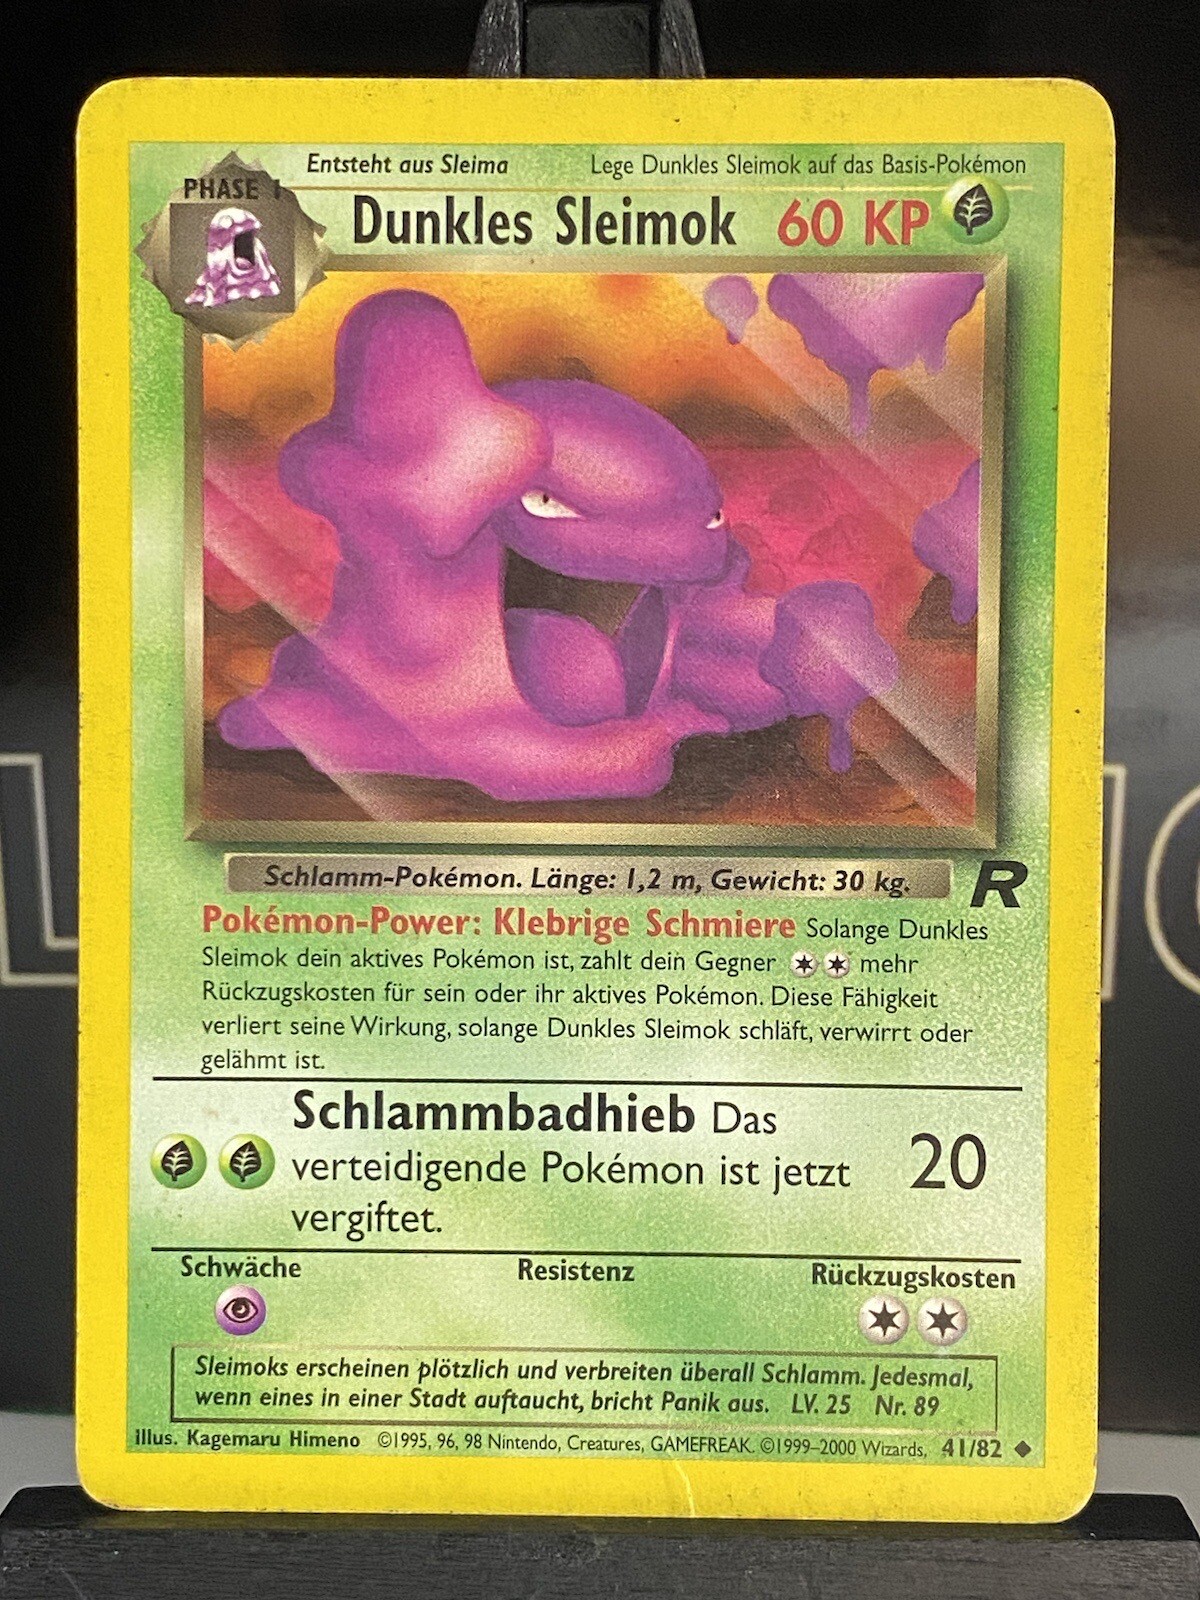 Entsteht aus Sleima Lege Dunkles Sleimok auf das Basis-Pokémon
PHASE 1
Dunkles Sleimok 60 KP
Schlamm-Pokémon. Länge: 1,2 m, Gewicht: 30 kg.
R
Pokémon-Power: Klebrige Schmiere Solange Dunkles
Sleimok dein aktives Pokémon ist, zahlt dein Gegner mehr
Rückzugskosten für sein oder ihr aktives Pokémon. Diese Fähigkeit
verliert seine Wirkung, solange Dunkles Sleimok schläft, verwirrt oder
gelähmt ist.
Schlammbadhieb Das
verteidigende Pokémon ist jetzt 20
vergiftet.
Schwäche Resistenz Rückzugskosten
Sleimoks erscheinen plötzlich und verbreiten überall Schlamm. Jedesmal,
wenn eines in einer Stadt auftaucht, bricht Panik aus. LV. 25 Nr. 89
Illus. Kagemaru Himeno ©1995, 96, 98 Nintendo, Creatures, GAMEFREAK. ©1999-2000 Wizards. 41/82